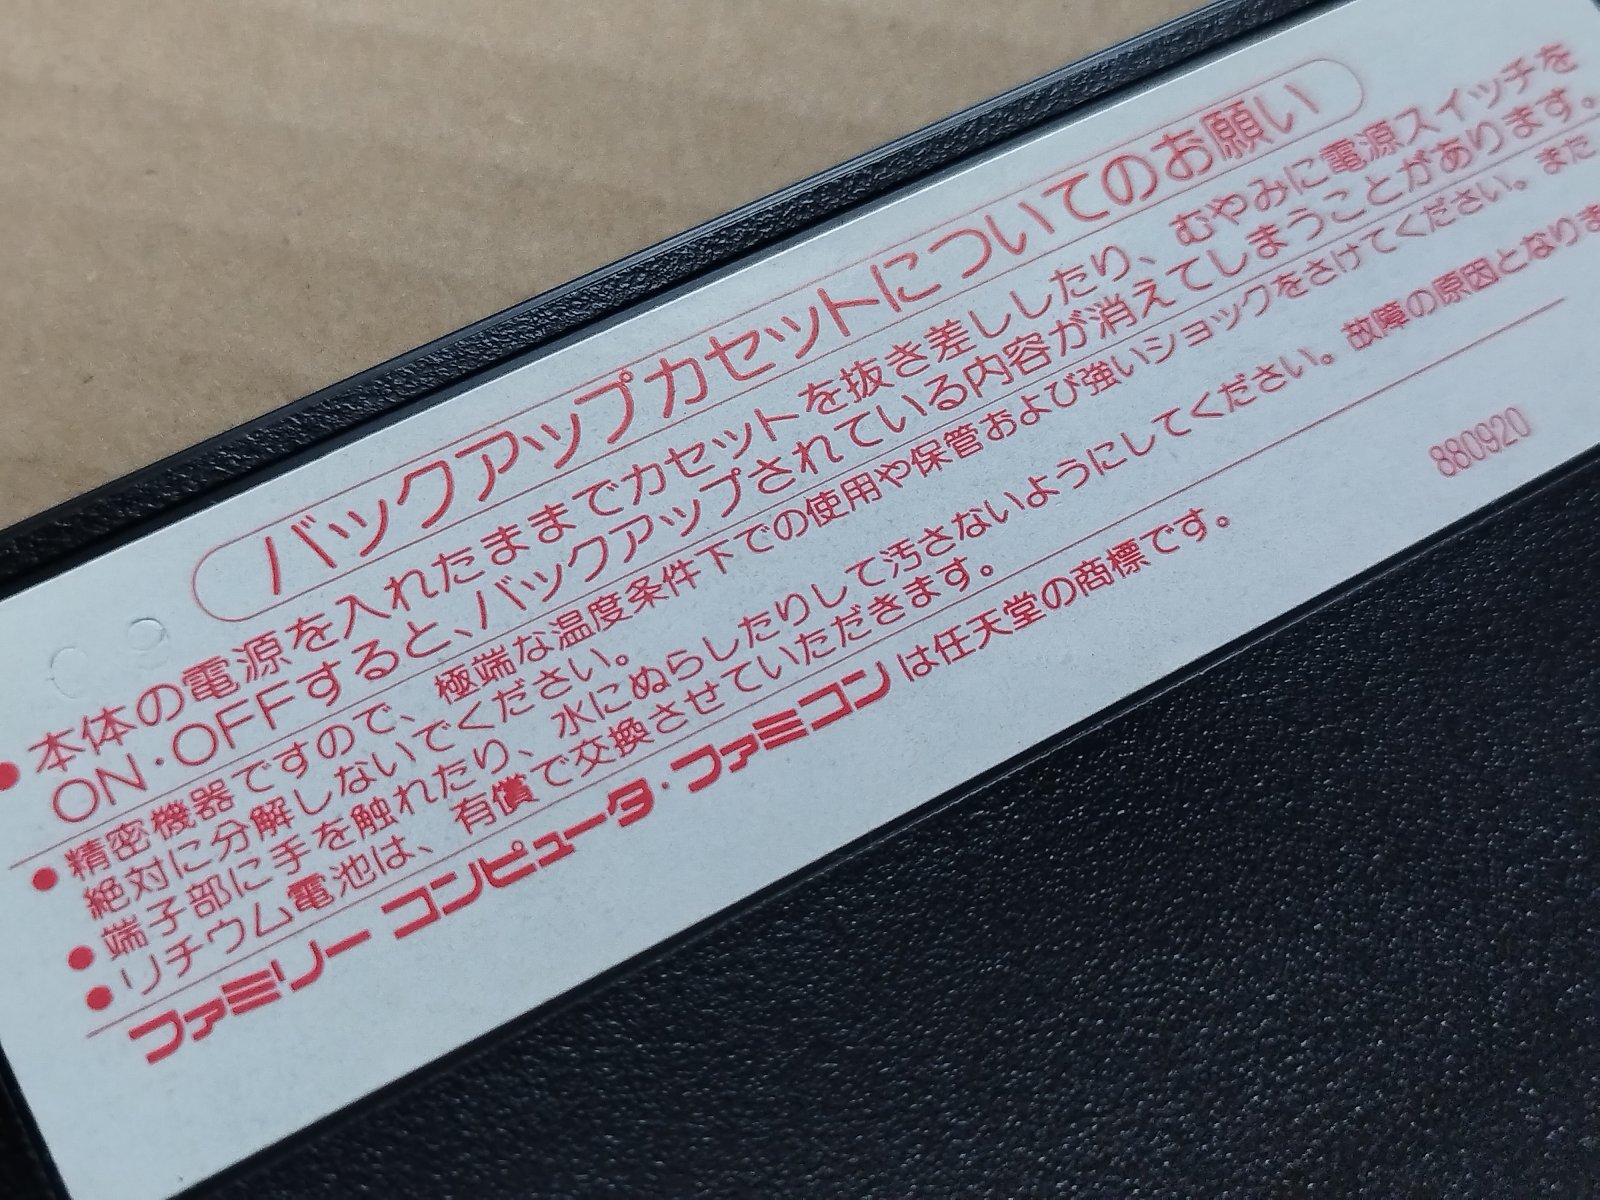 バックアップカセットについてのお願い
●本体の電源を入れたままでカセットを抜き差ししたり、むやみに電源スイッチを
ON・OFFすると、バックアップされている内容が消えてしまうことがあります。
●精密機器ですので、極端な温度条件下での使用や保管および強いショックをさけてください。また
絶対に分解しないでください。
●端子部に手を触れたり、水にぬらしたりして汚さないようにしてください。故障の原因となりま
●リチウム電池は、有償で交換させていただきます。
ファミリーコンピュータ・ファミコンは任天堂の商標です。
880920